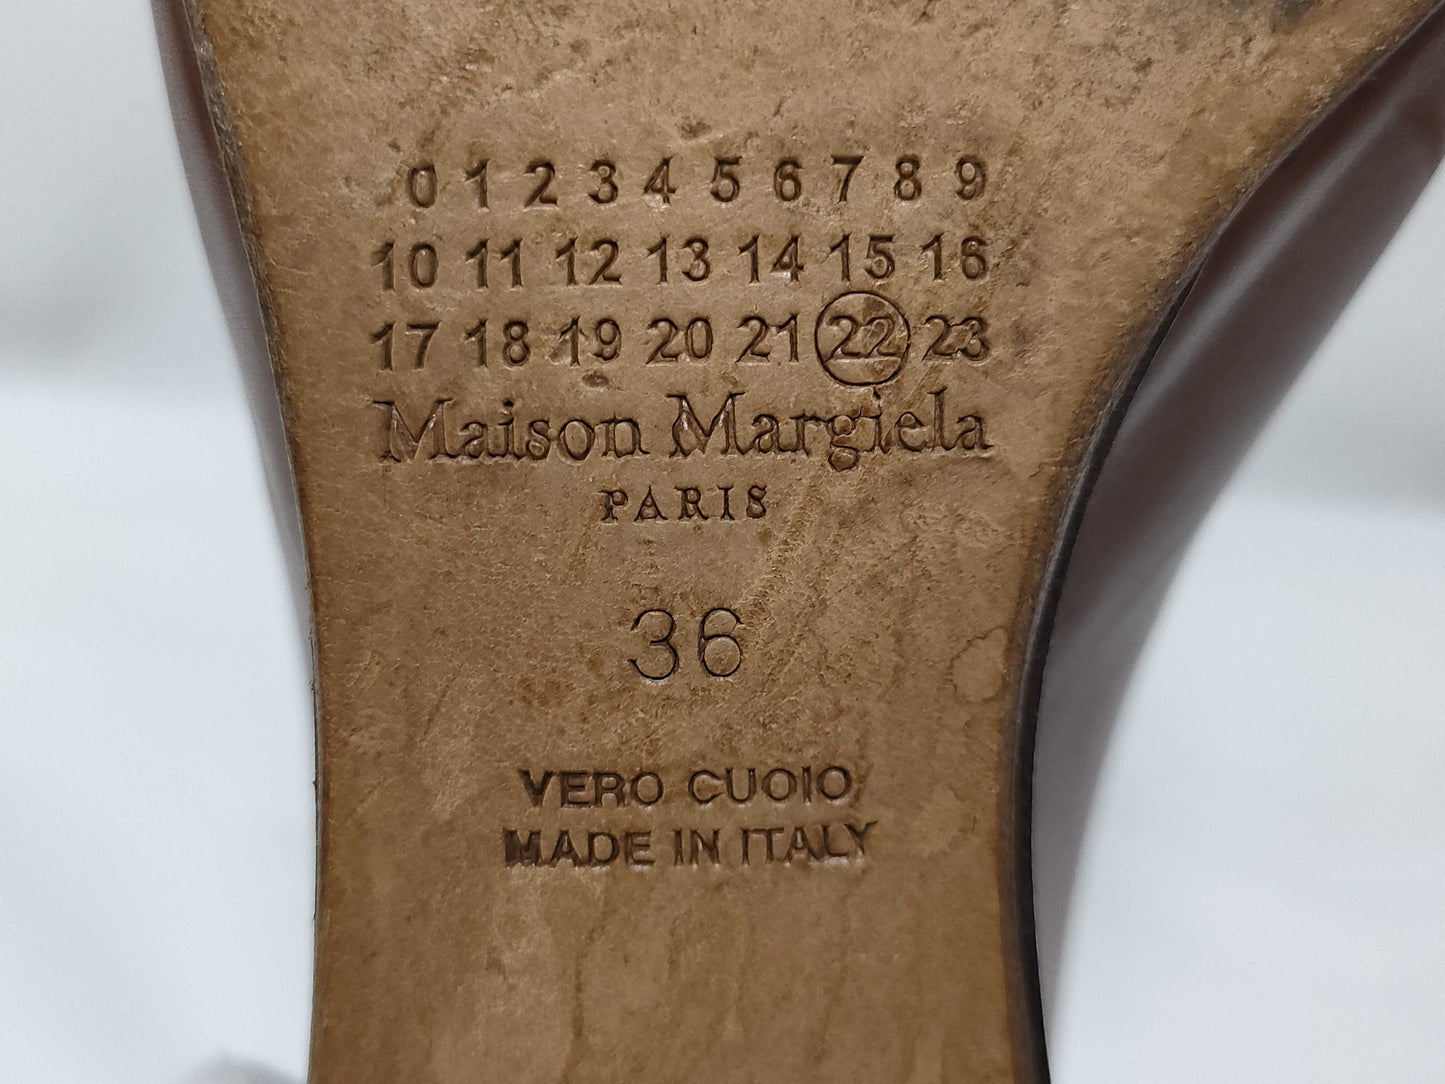 0 1 2 3 4 5 6 7 8 9
10 11 12 13 14 15 16
17 18 19 20 21 22 23
Maison Margiela
PARIS
36
VERO CUOIO
MADE IN ITALY